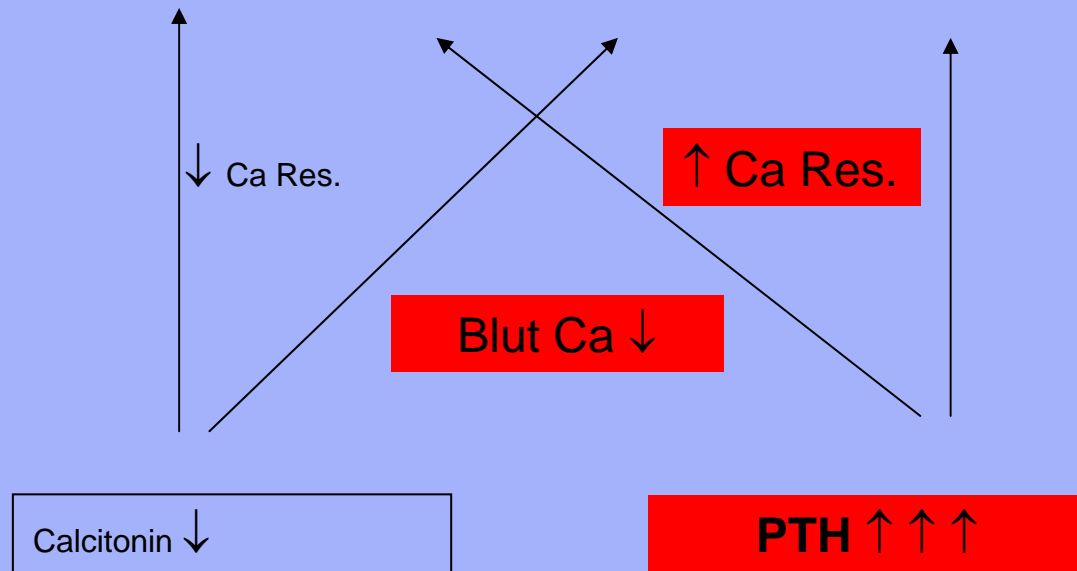 ↓ Ca Res.
↑ Ca Res.
Blut Ca ↓
Calcitonin ↓
PTH ↑ ↑ ↑